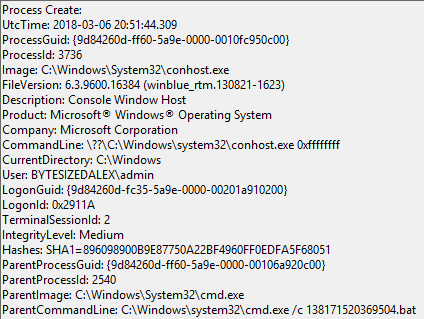 Process Create:
UtcTime: 2018-03-06 20:51:44.309
ProcessGuid: {9d84260d-ff60-5a9e-0000-0010fc950c00}
ProcessId: 3736
Image: C:\Windows\System32\conhost.exe
FileVersion: 6.3.9600.16384 (winblue_rtm.130821-1623)
Description: Console Window Host
Product: Microsoft® Windows® Operating System
Company: Microsoft Corporation
CommandLine: \??\C:\Windows\system32\conhost.exe 0xffffffff
CurrentDirectory: C:\Windows
User: BYTESIZEDALEX\admin
LogonGuid: {9d84260d-fc35-5a9e-0000-00201a910200}
LogonId: 0x2911A
TerminalSessionId: 2
IntegrityLevel: Medium
Hashes: SHA1=896098900B9E87750A22BF4960FF0EDFA5F68051
ParentProcessGuid: {9d84260d-ff60-5a9e-0000-00106a920c00}
ParentProcessId: 2540
ParentImage: C:\Windows\System32\cmd.exe
ParentCommandLine: C:\Windows\system32\cmd.exe /c 138171520369504.bat